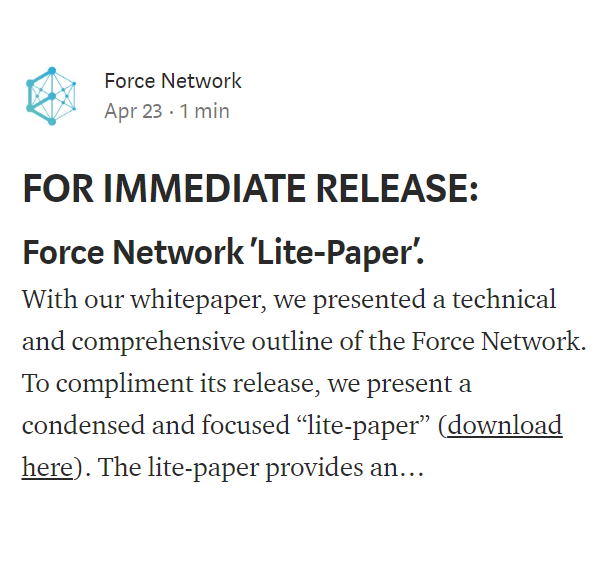 Force Network
Apr 23 · 1 min
FOR IMMEDIATE RELEASE:
Force Network 'Lite-Paper'.
With our whitepaper, we presented a technical
and comprehensive outline of the Force Network.
To compliment its release, we present a
condensed and focused “lite-paper” (download
here). The lite-paper provides an…